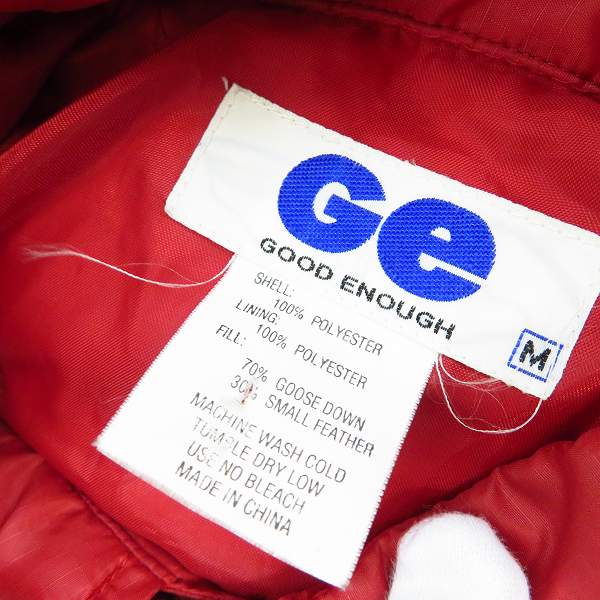 Ge
GOOD ENOUGH
M
SHELL:
100% POLYESTER
LINING:
100% POLYESTER
FILL:
70% GOOSE DOWN
30% SMALL FEATHER
MACHINE WASH COLD
TUMBLE DRY LOW
USE NO BLEACH
MADE IN CHINA